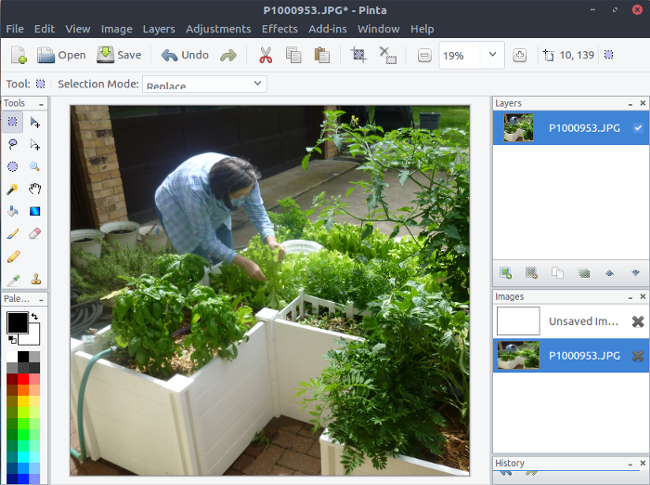 P1000953.JPG* - Pinta
File Edit View Image Layers Adjustments Effects Add-ins Window Help
Open Save Undo 19% 10, 139
Tool: Selection Mode: Replace
Tools
Layers
P1000953.JPG
Pale...
Images
Unsaved Im...
P1000953.JPG
History